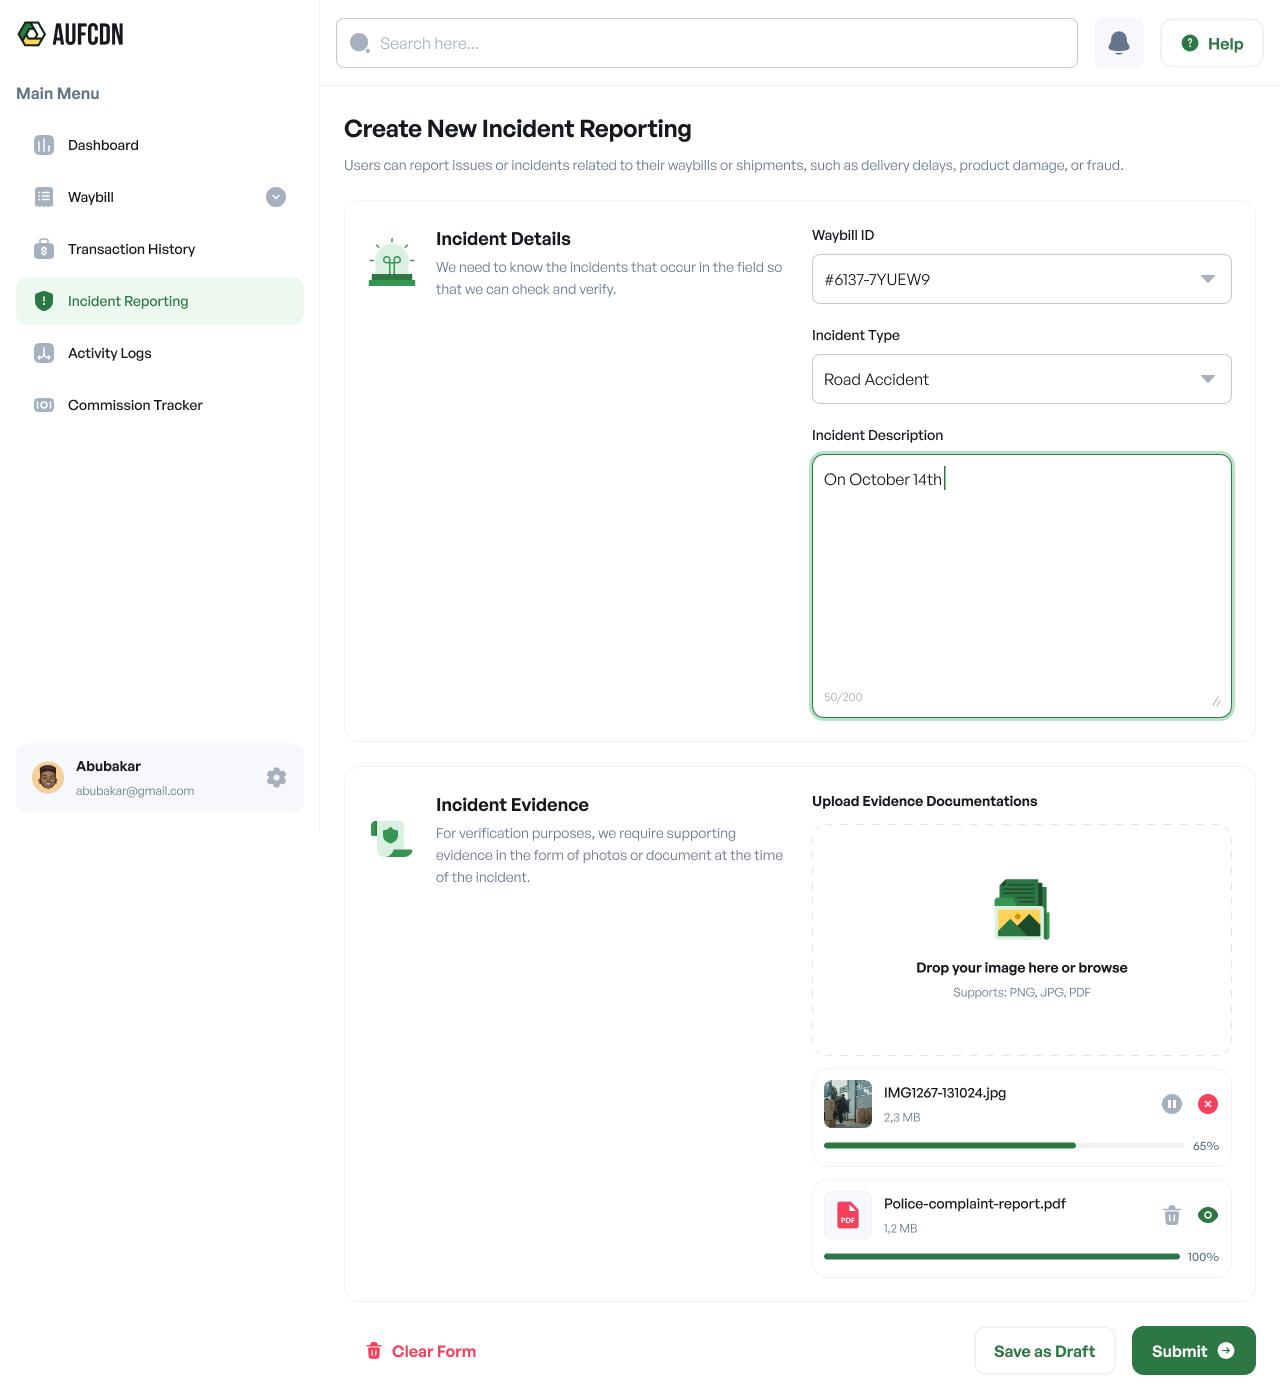 AUFCDN
Search here...
Help
Main Menu
Dashboard
Waybill
Transaction History
Incident Reporting
Activity Logs
Commission Tracker
Abubakar
abubakar@gmail.com
Create New Incident Reporting
Users can report issues or incidents related to their waybills or shipments, such as delivery delays, product damage, or fraud.
Incident Details
We need to know the incidents that occur in the field so
that we can check and verify.
Waybill ID
#6137-7YUEW9
Incident Type
Road Accident
Incident Description
On October 14th
50/200
Incident Evidence
For verification purposes, we require supporting
evidence in the form of photos or document at the time
of the incident.
Upload Evidence Documentations
Drop your image here or browse
Supports: PNG, JPG, PDF
IMG1267-131024.jpg
2,3 MB
65%
PDF
Police-complaint-report.pdf
1,2 MB
100%
Clear Form
Save as Draft
Submit